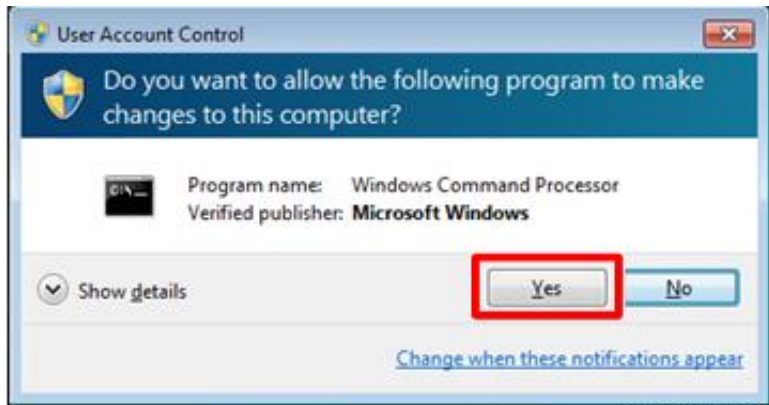 User Account Control
Do you want to allow the following program to make
changes to this computer?
Program name: Windows Command Processor
Verified publisher: Microsoft Windows
Show details
Yes
No
Change when these notifications appear